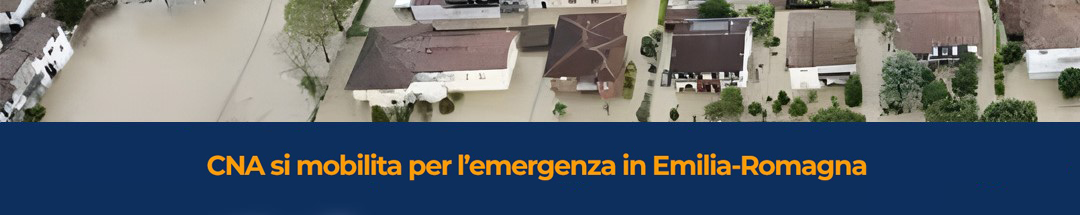 CNA si mobilita per l’emergenza in Emilia-Romagna